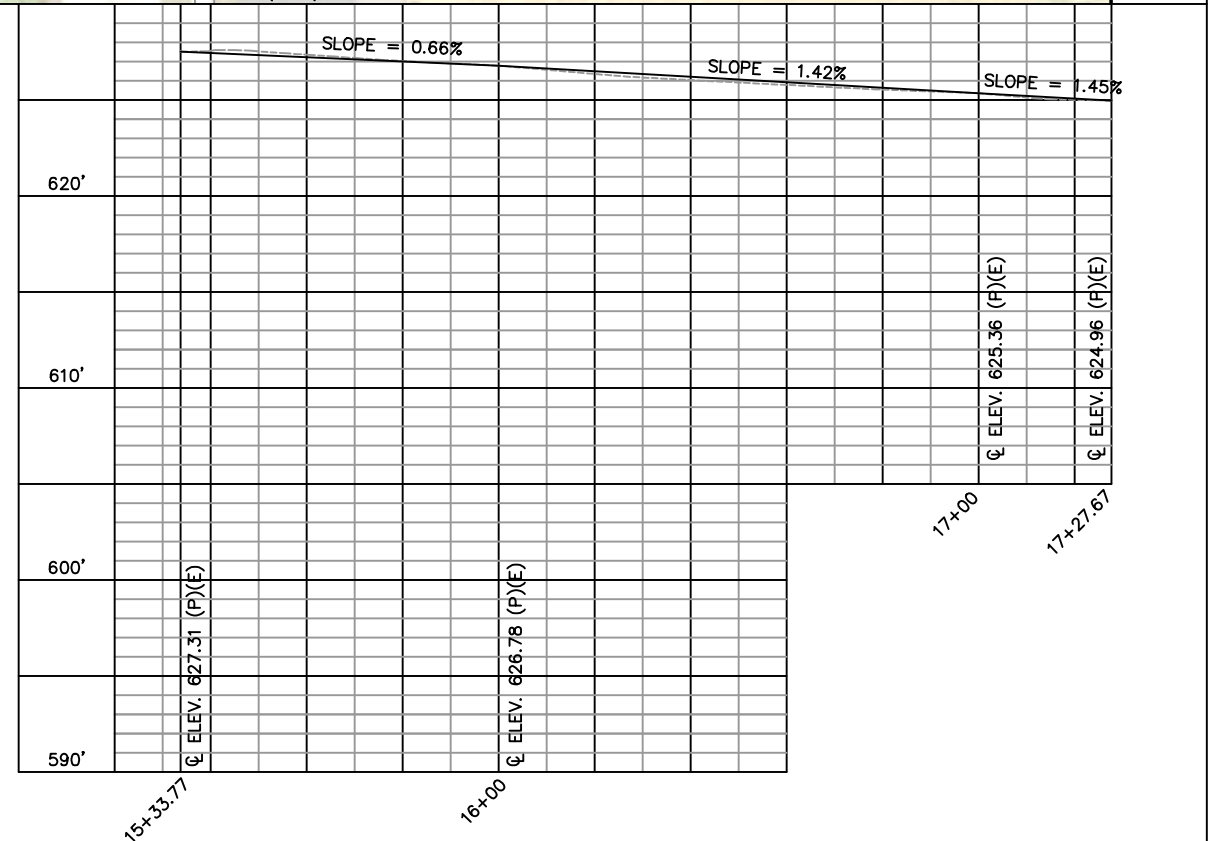 SLOPE = 0.66%
SLOPE = 1.42%
SLOPE = 1.45%
620'
610'
600'
590'
℄ ELEV. 627.31 (P)(E)
℄ ELEV. 626.78 (P)(E)
℄ ELEV. 625.36 (P)(E)
℄ ELEV. 624.96 (P)(E)
15+33.77
16+00
17+00
17+27.67